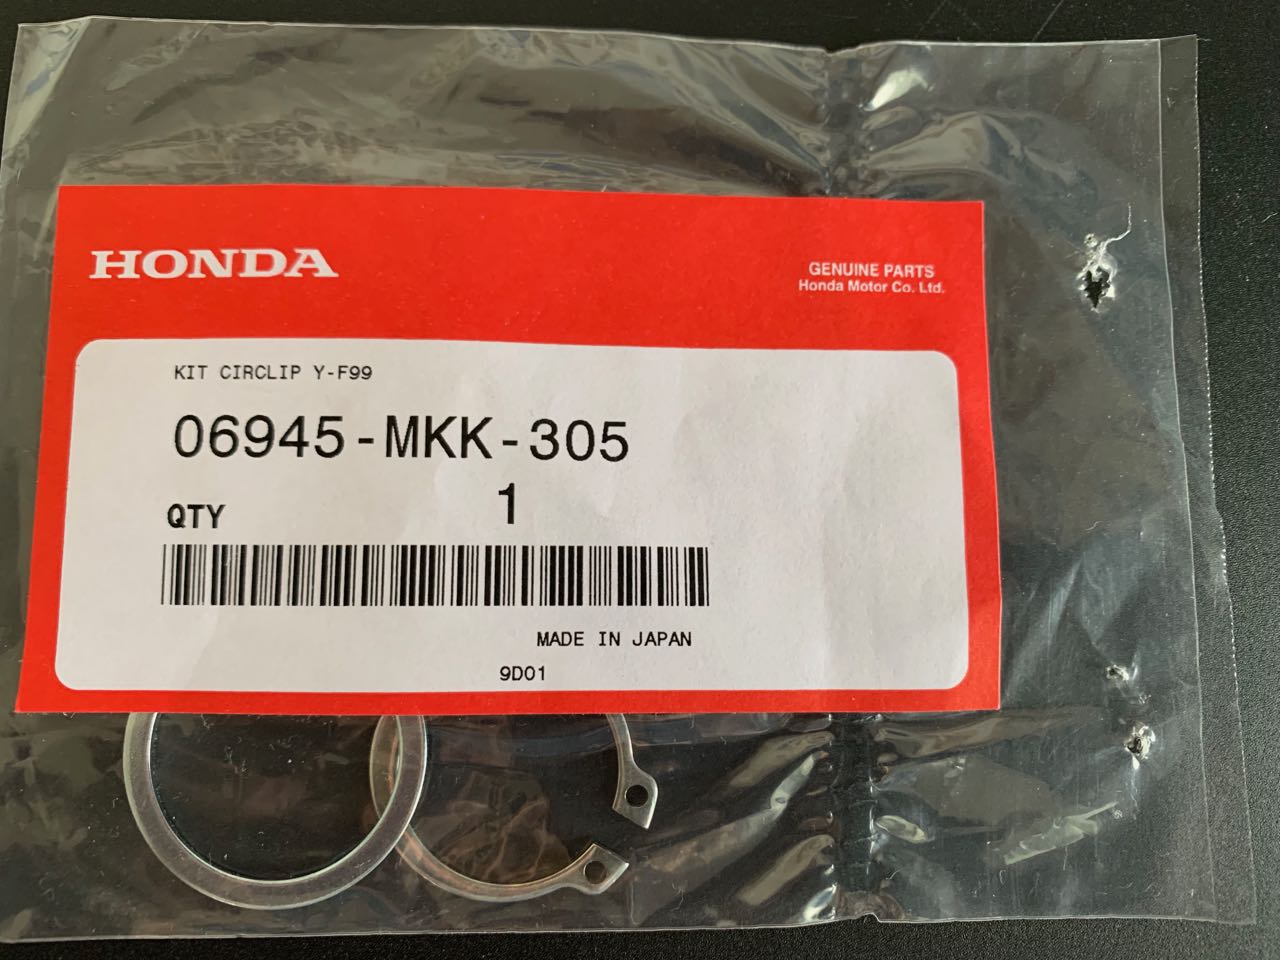 HONDA
GENUINE PARTS
Honda Motor Co. Ltd.
KIT CIRCLIP Y-F99
06945-MKK-305
QTY 1
MADE IN JAPAN
9D01